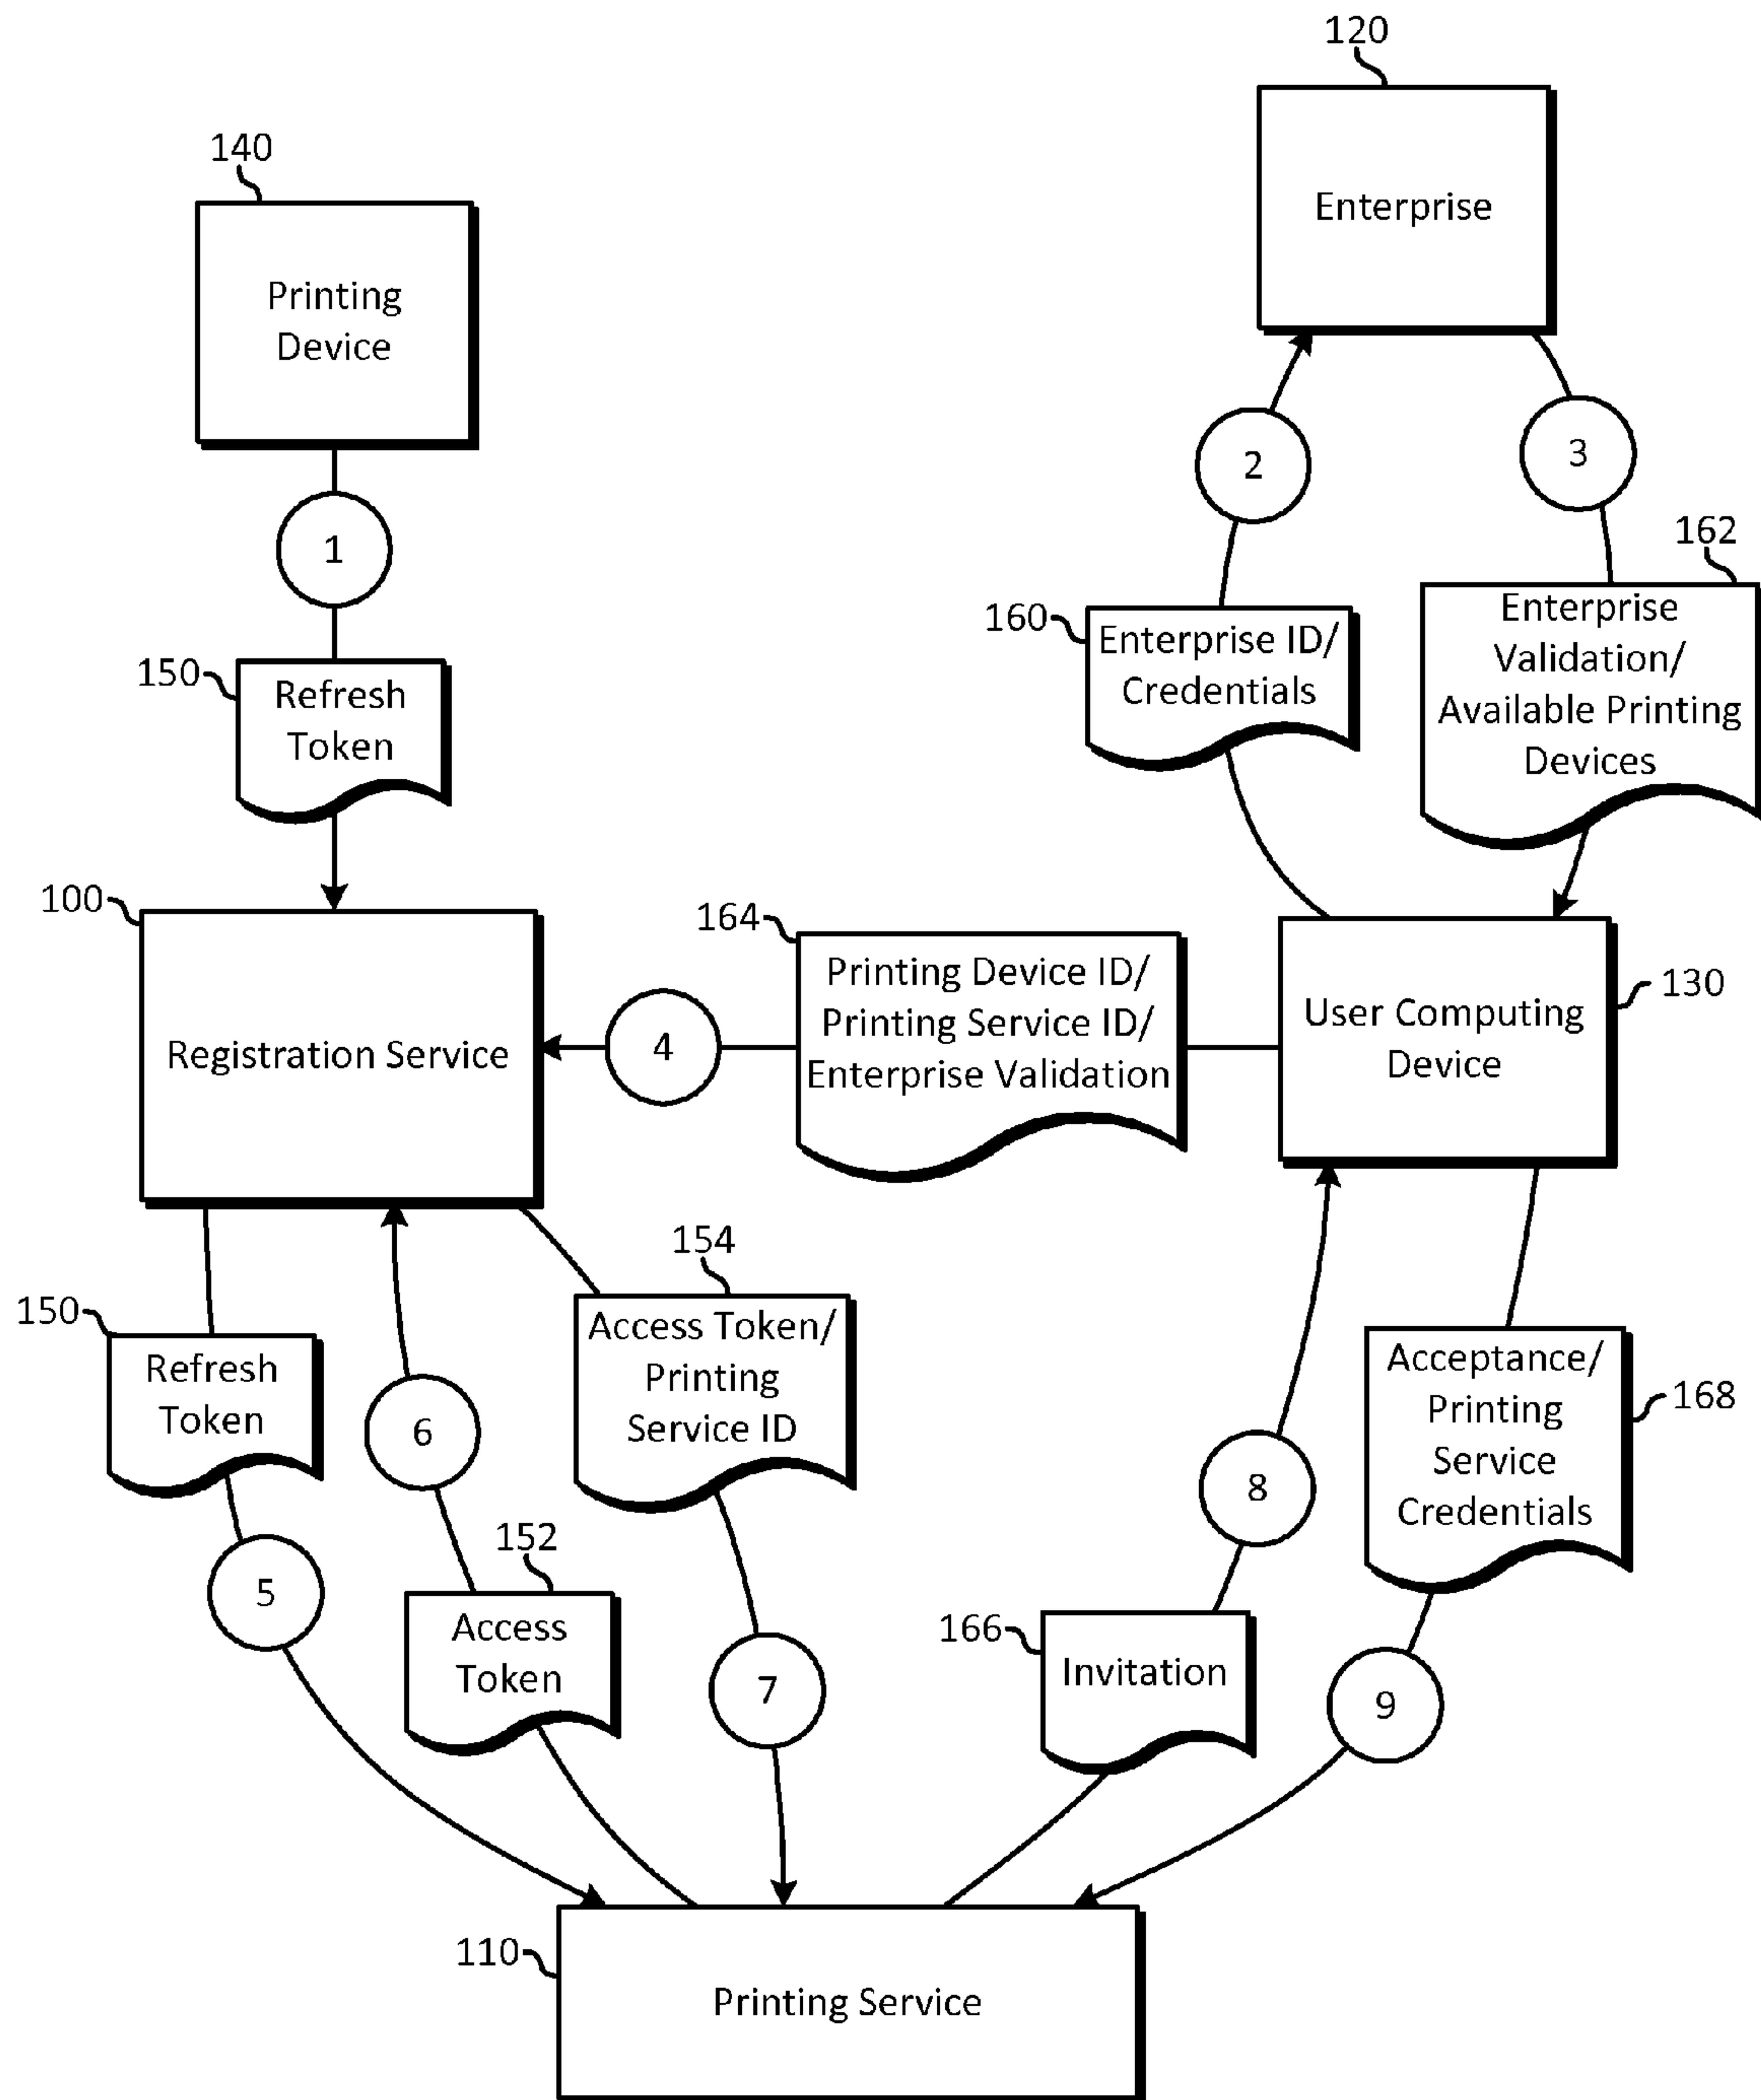 120
Enterprise
140
Printing
Device
1
2
3
162
150
Refresh
Token
160
Enterprise ID/
Credentials
Enterprise
Validation/
Available Printing
Devices
100
Registration Service
164
Printing Device ID/
Printing Service ID/
Enterprise Validation
4
User Computing
Device
130
150
Refresh
Token
5
6
152
Access
Token
154
Access Token/
Printing
Service ID
7
8
166
Invitation
Acceptance/
Printing
Service
Credentials
168
9
110
Printing Service